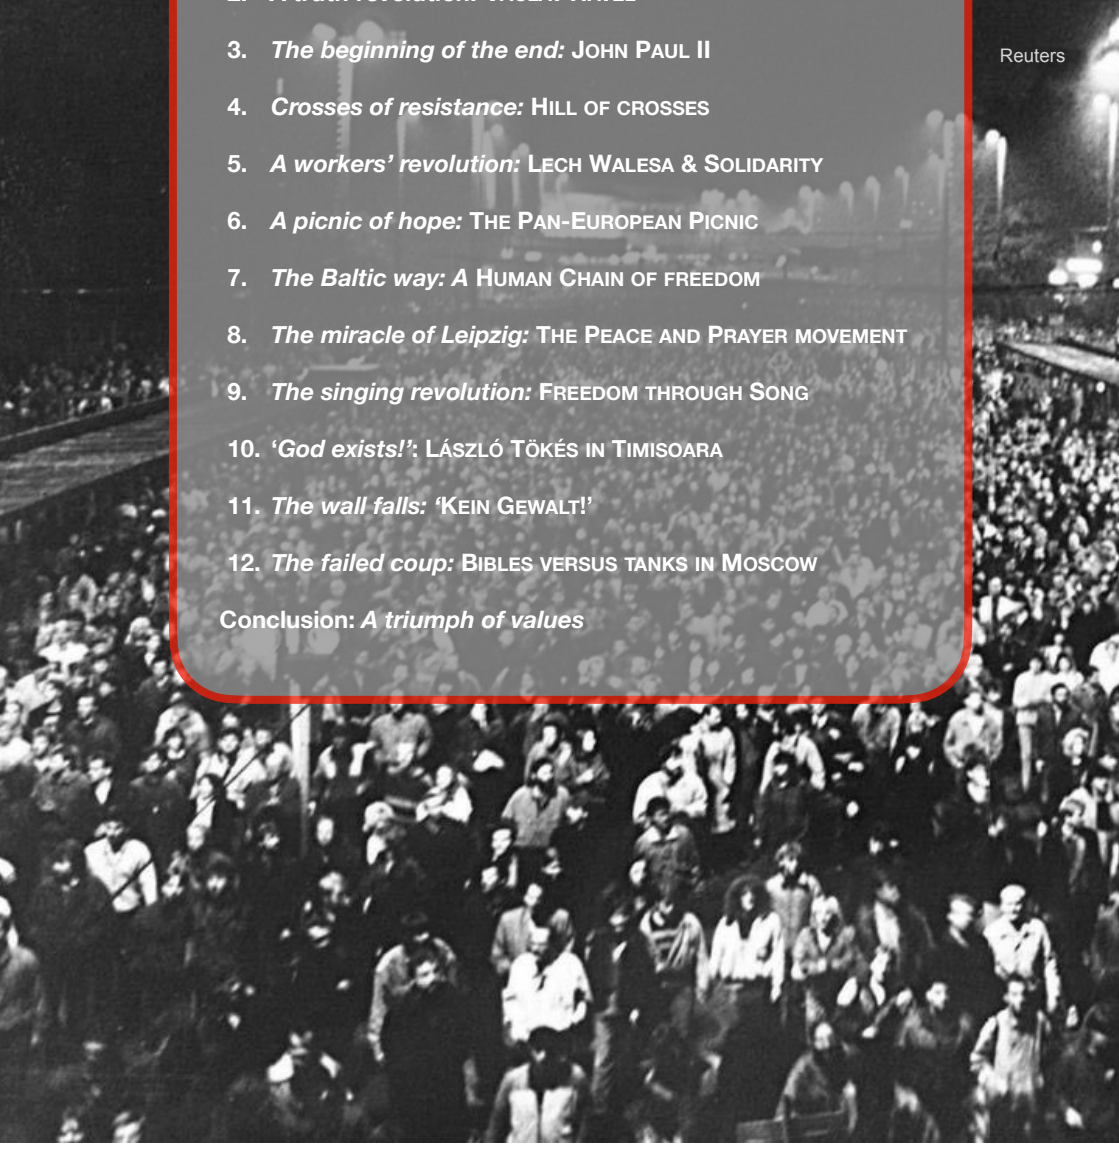 Reuters
3. The beginning of the end: JOHN PAUL II
4. Crosses of resistance: HILL OF CROSSES
5. A workers’ revolution: LECH WALESA & SOLIDARITY
6. A picnic of hope: THE PAN-EUROPEAN PICNIC
7. The Baltic way: A HUMAN CHAIN OF FREEDOM
8. The miracle of Leipzig: THE PEACE AND PRAYER MOVEMENT
9. The singing revolution: FREEDOM THROUGH SONG
10. ‘God exists!’: LÁSZLÓ TÖKÉS IN TIMISOARA
11. The wall falls: ‘KEIN GEWALT!’
12. The failed coup: BIBLES VERSUS TANKS IN MOSCOW
Conclusion: A triumph of values